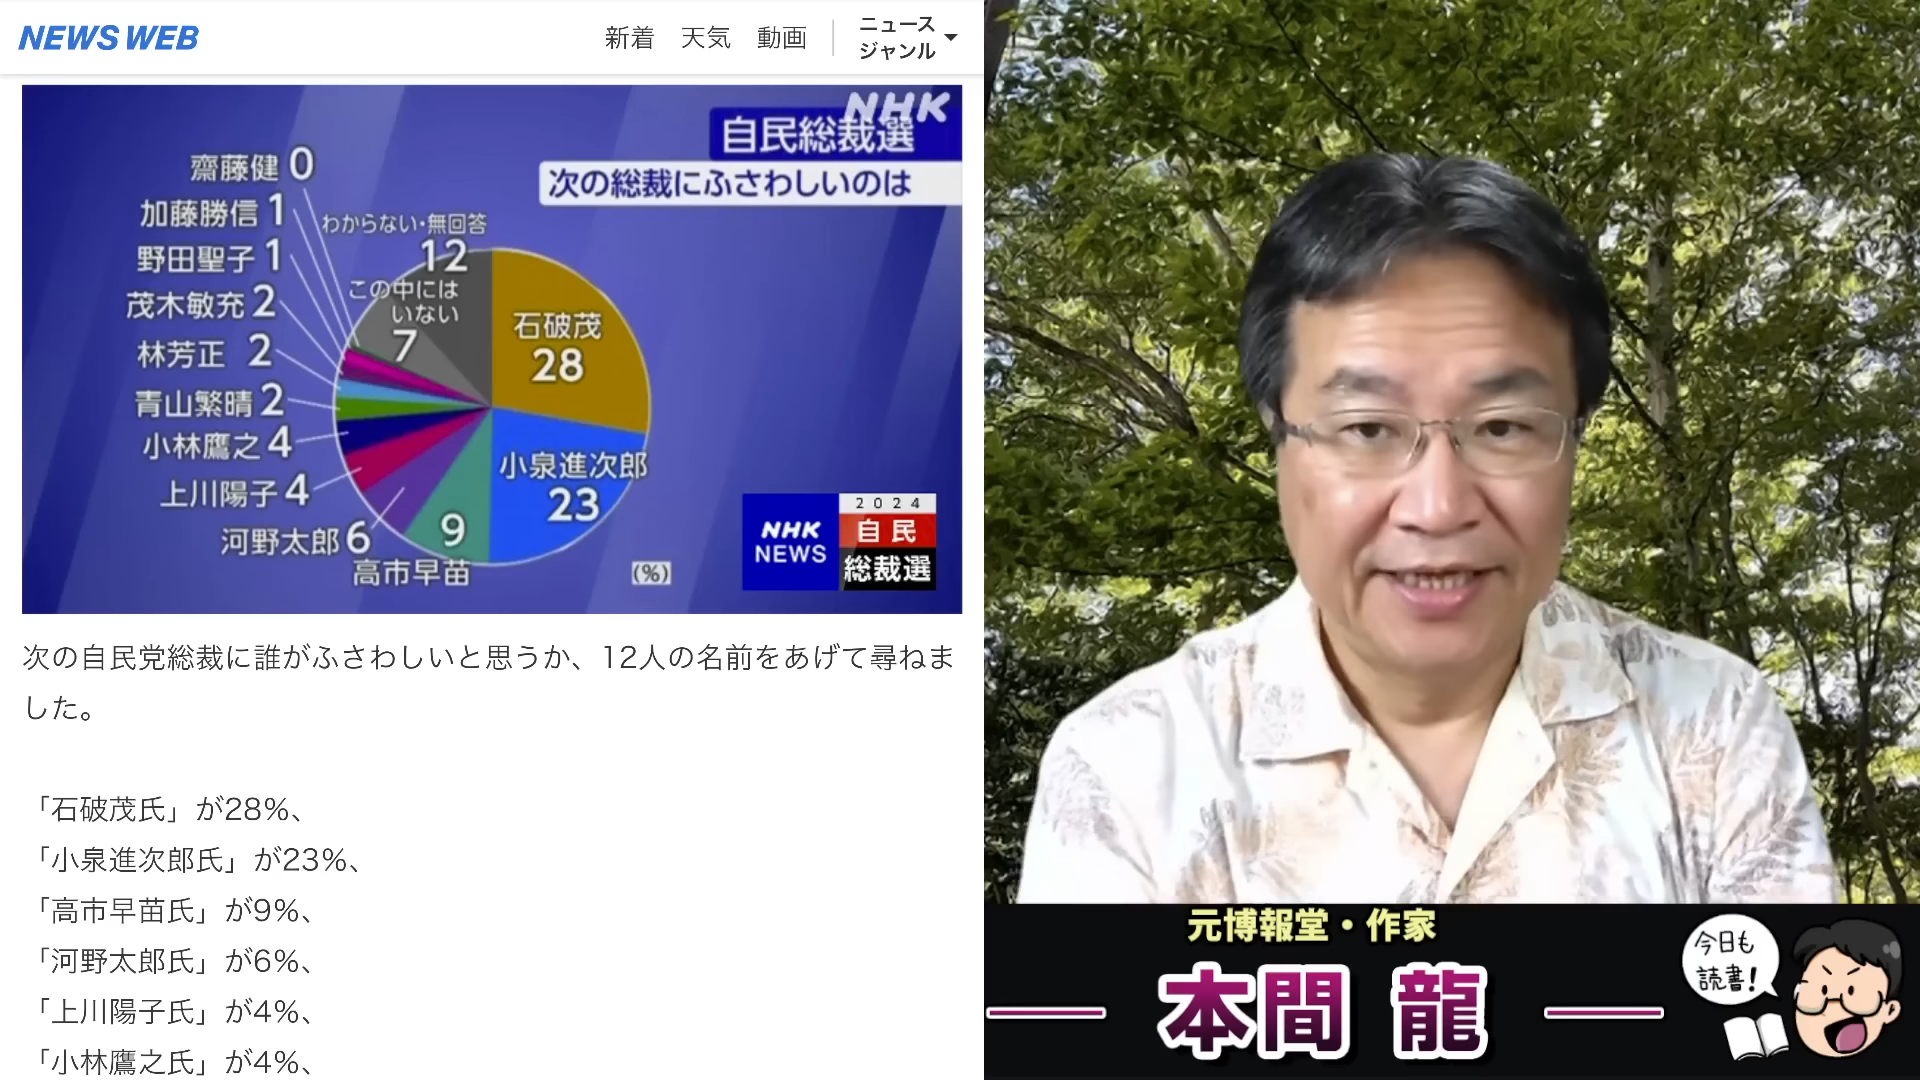 NEWS WEB
新着 天気 動画 ニュース
ジャンル
NHK
自民総裁選
次の総裁にふさわしいのは
齋藤健 0
加藤勝信 1
野田聖子 1
茂木敏充 2
林芳正 2
青山繁晴 2
小林鷹之 4
上川陽子 4
河野太郎 6
高市早苗
9
わからない・無回答
12
この中には
いない
7
石破茂
28
小泉進次郎
23
(%)
NHK
NEWS
2024
自民
総裁選
次の自民党総裁に誰がふさわしいと思うか、12人の名前をあげて尋ねま
した。
「石破茂氏」が28%、
「小泉進次郎氏」が23%、
「高市早苗氏」が9%、
「河野太郎氏」が6%、
「上川陽子氏」が4%、
「小林鷹之氏」が4%、
元博報堂・作家
本間 龍
今日も
読書!